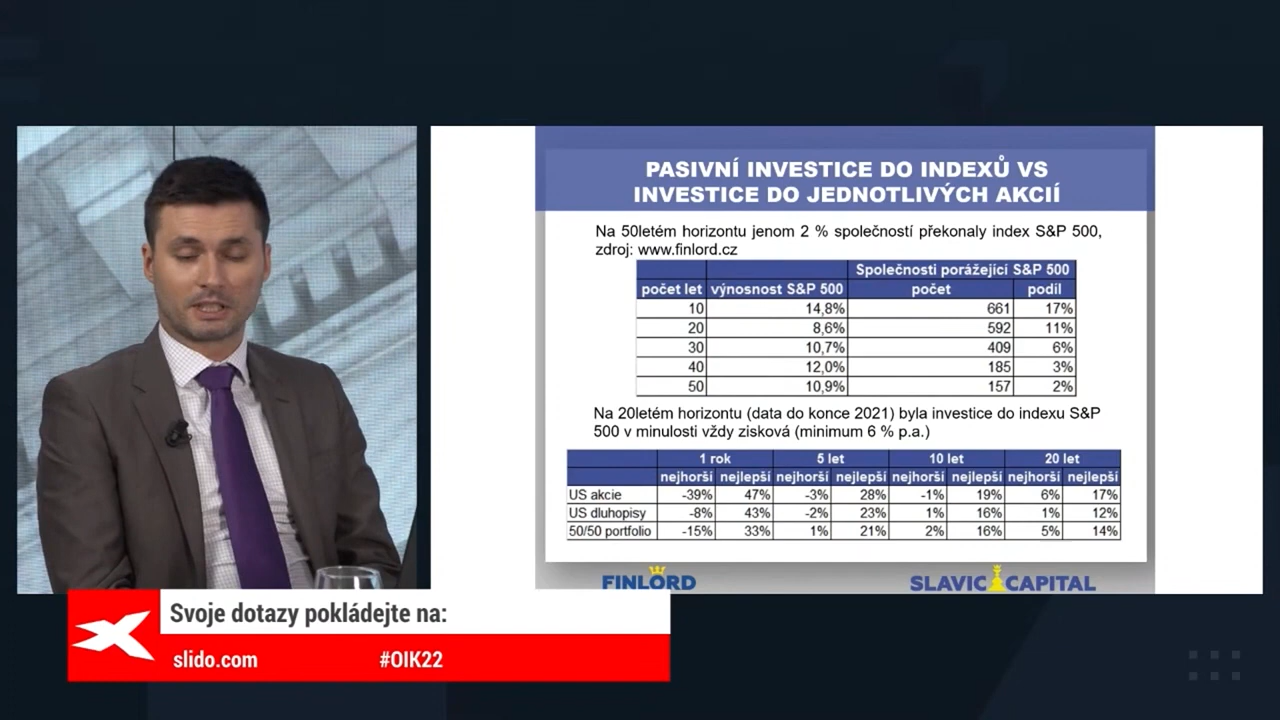 PASIVNÍ INVESTICE DO INDEXŮ VS
INVESTICE DO JEDNOTLIVÝCH AKCIÍ
Na 50letém horizontu jenom 2 % společností překonaly index S&P 500,
zdroj: www.finlord.cz
Společnosti porážející S&P 500
počet let výnosnost S&P 500 počet podíl
10 14,8% 661 17%
20 8,6% 592 11%
30 10,7% 409 6%
40 12,0% 185 3%
50 10,9% 157 2%
Na 20letém horizontu (data do konce 2021) byla investice do indexu S&P
500 v minulosti vždy zisková (minimum 6 % p.a.)
1 rok 5 let 10 let 20 let
nejhorší nejlepší nejhorší nejlepší nejhorší nejlepší nejhorší nejlepší
US akcie -39% 47% -3% 28% -1% 19% 6% 17%
US dluhopisy -8% 43% -2% 23% 1% 16% 1% 12%
50/50 portfolio -15% 33% 1% 21% 2% 16% 5% 14%
FINLORD SLAVIC CAPITAL
Svoje dotazy pokládejte na:
slido.com #OIK22